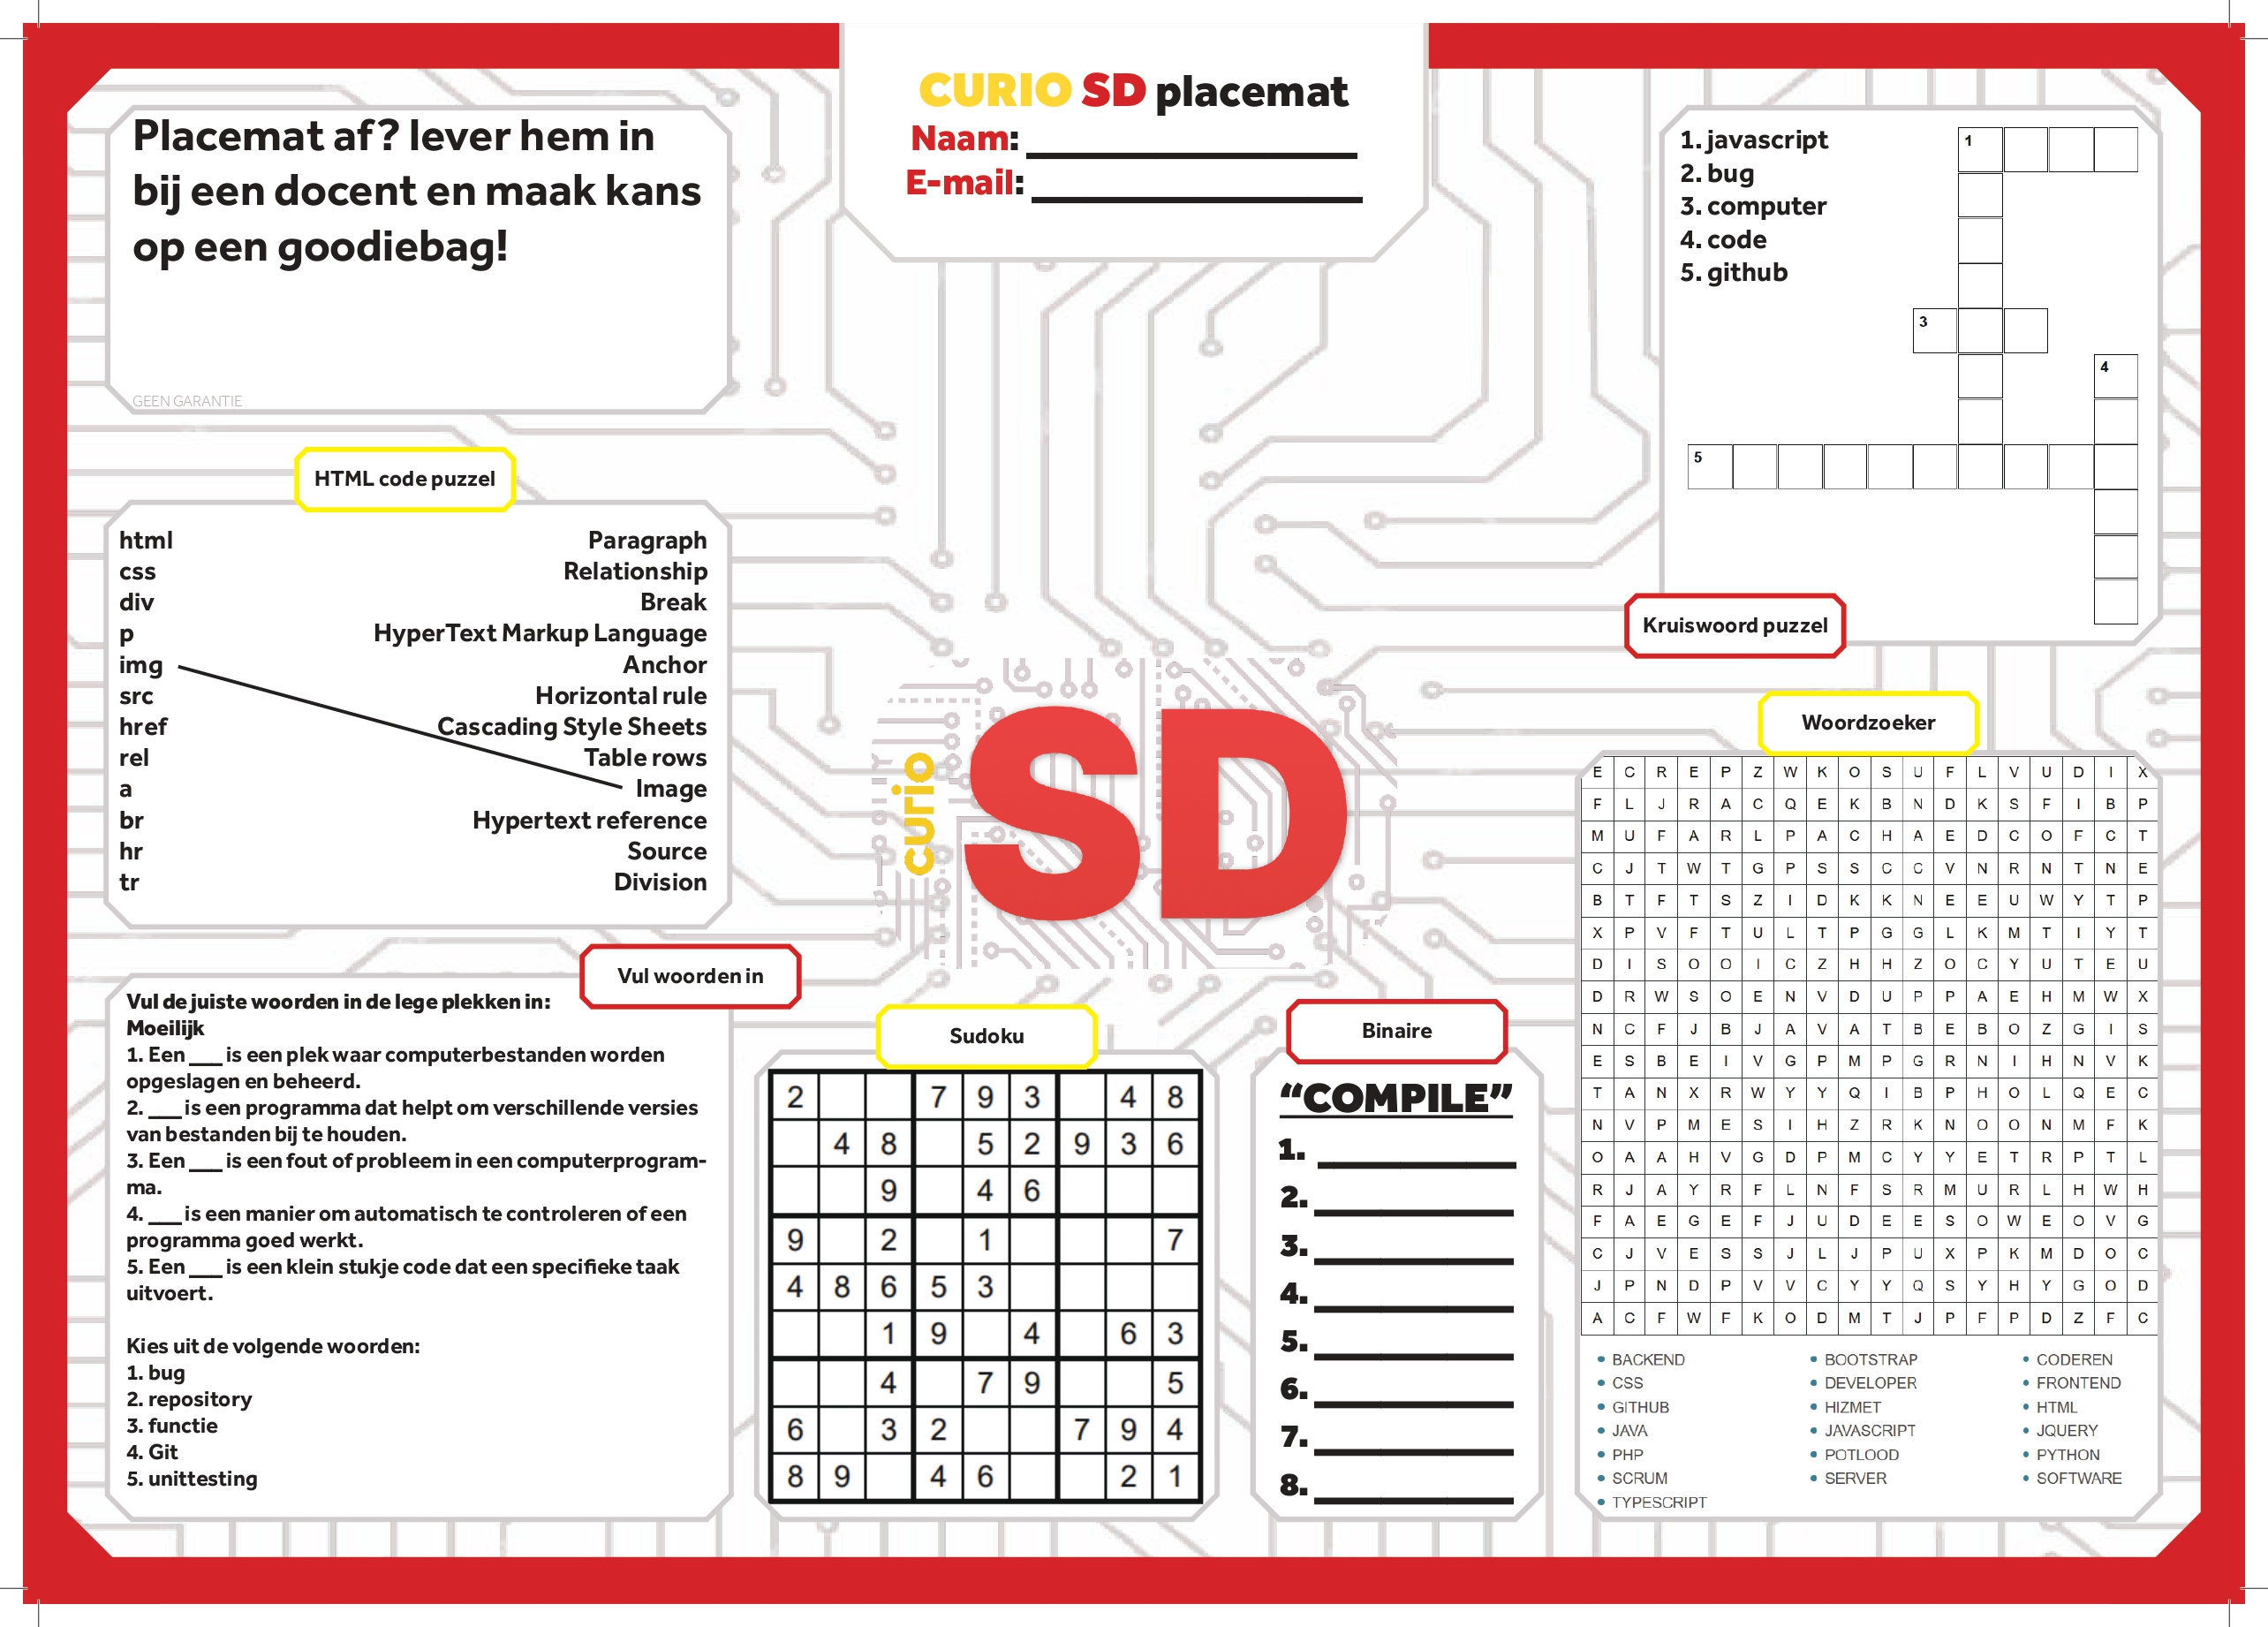 CURIO SD placemat
Naam: _______________
E-mail: _______________
Placemat af? lever hem in
bij een docent en maak kans
op een goodiebag!
GEEN GARANTIE
1. javascript
2. bug
3. computer
4. code
5. github
1
3
4
5
Kruiswoord puzzel
HTML code puzzel
html Paragraph
css Relationship
div Break
p HyperText Markup Language
img Anchor
src Horizontal rule
href Cascading Style Sheets
rel Table rows
a Image
br Hypertext reference
hr Source
tr Division
curio
SD
Vul woorden in
Vul de juiste woorden in de lege plekken in:
Moeilijk
1. Een ___ is een plek waar computerbestanden worden
opgeslagen en beheerd.
2. ___ is een programma dat helpt om verschillende versies
van bestanden bij te houden.
3. Een ___ is een fout of probleem in een computerprogram-
ma.
4. ___ is een manier om automatisch te controleren of een
programma goed werkt.
5. Een ___ is een klein stukje code dat een specifieke taak
uitvoert.
Kies uit de volgende woorden:
1. bug
2. repository
3. functie
4. Git
5. unittesting
Sudoku
2 7 9 3 4 8
4 8 5 2 9 3 6
9 4 6
9 2 1 7
4 8 6 5 3
1 9 4 6 3
4 7 9 5
6 3 2 7 9 4
8 9 4 6 2 1
Binaire
“COMPILE”
1. __________
2. __________
3. __________
4. __________
5. __________
6. __________
7. __________
8. __________
Woordzoeker
E C R E P Z W K O S U F L V U D I X
F L J R A C Q E K B N D K S F I B P
M U F A R L P A C H A E D C O F C T
C J T W T G P S S C C V N R N T N E
B T F T S Z I D K K N E E U W Y T P
X P V F T U L T P G G L K M T I Y T
D I S O O I C Z H H Z O C Y U T E U
D R W S O E N V D U P P A E H M W X
N C F J B J A V A T B E B O Z G I S
E S B E I V G P M P G R N I H N V K
T A N X R W Y Y Q I B P H O L Q E C
N V P M E S I H Z R K N O O N M F K
O A A H V G D P M C Y Y E T R P T L
R J A Y R F L N F S R M U R L H W H
F A E G E F J U D E E S O W E O V G
C J V E S S J L J P U X P K M D O C
J P N D P V V C Y Y Q S Y H Y G O D
A C F W F K O D M T J P F P D Z F C
• BACKEND • BOOTSTRAP • CODEREN
• CSS • DEVELOPER • FRONTEND
• GITHUB • HIZMET • HTML
• JAVA • JAVASCRIPT • JQUERY
• PHP • POTLOOD • PYTHON
• SCRUM • SERVER • SOFTWARE
• TYPESCRIPT